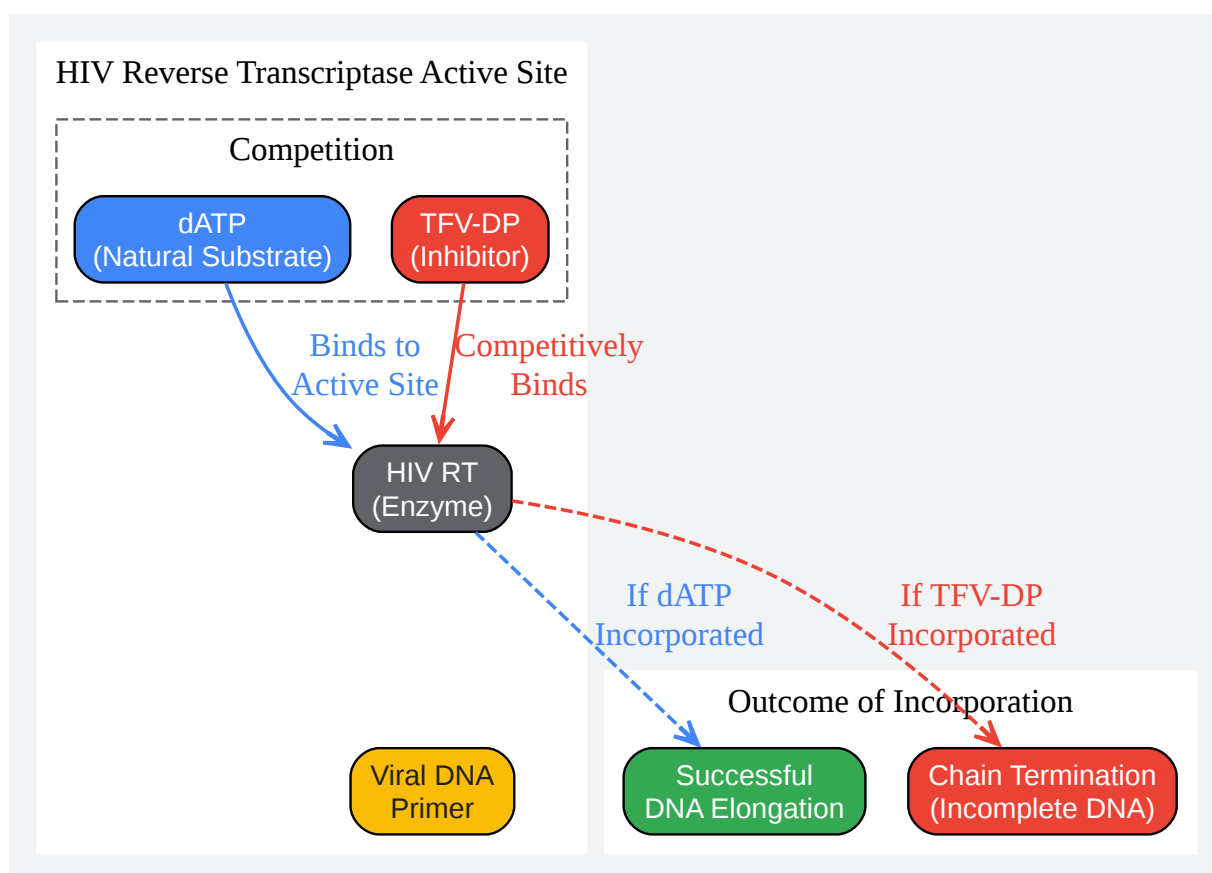 HIV Reverse Transcriptase Active Site
Competition
dATP
(Natural Substrate)
TFV-DP
(Inhibitor)
Binds to
Active Site
Competitively
Binds
HIV RT
(Enzyme)
If dATP
Incorporated
If TFV-DP
Incorporated
Outcome of Incorporation
Viral DNA
Primer
Successful
DNA Elongation
Chain Termination
(Incomplete DNA)